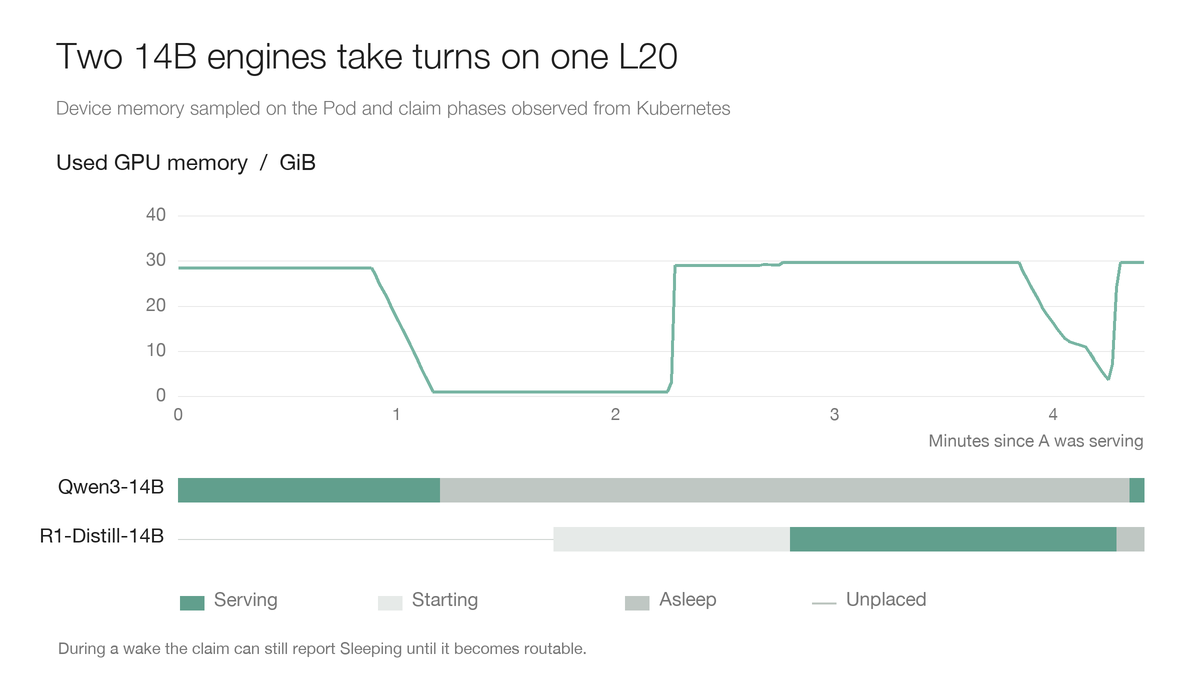 Two 14B engines take turns on one L20
Device memory sampled on the Pod and claim phases observed from Kubernetes
Used GPU memory / GiB
40
30
20
10
0
0 1 2 3 4
Minutes since A was serving
Qwen3-14B
R1-Distill-14B
Serving Starting Asleep Unplaced
During a wake the claim can still report Sleeping until it becomes routable.